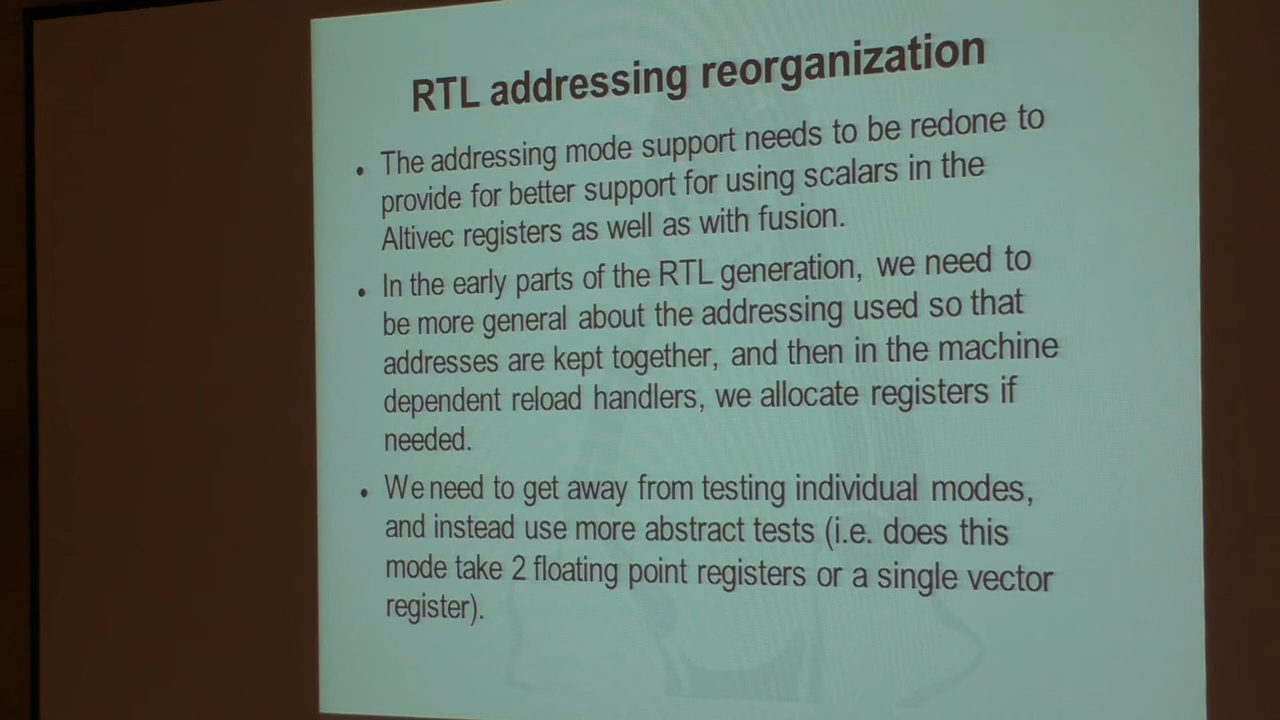 RTL addressing reorganization
• The addressing mode support needs to be redone to
provide for better support for using scalars in the
Altivec registers as well as with fusion.
• In the early parts of the RTL generation, we need to
be more general about the addressing used so that
addresses are kept together, and then in the machine
dependent reload handlers, we allocate registers if
needed.
• We need to get away from testing individual modes,
and instead use more abstract tests (i.e. does this
mode take 2 floating point registers or a single vector
register).